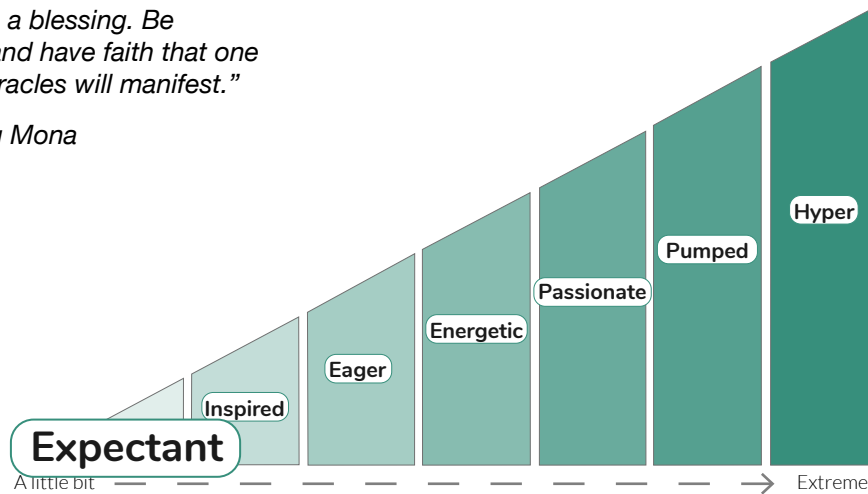 a blessing. Be
and have faith that one
racles will manifest.”
Mona
Hyper
Pumped
Passionate
Energetic
Eager
Inspired
Expectant
A little bit
Extreme